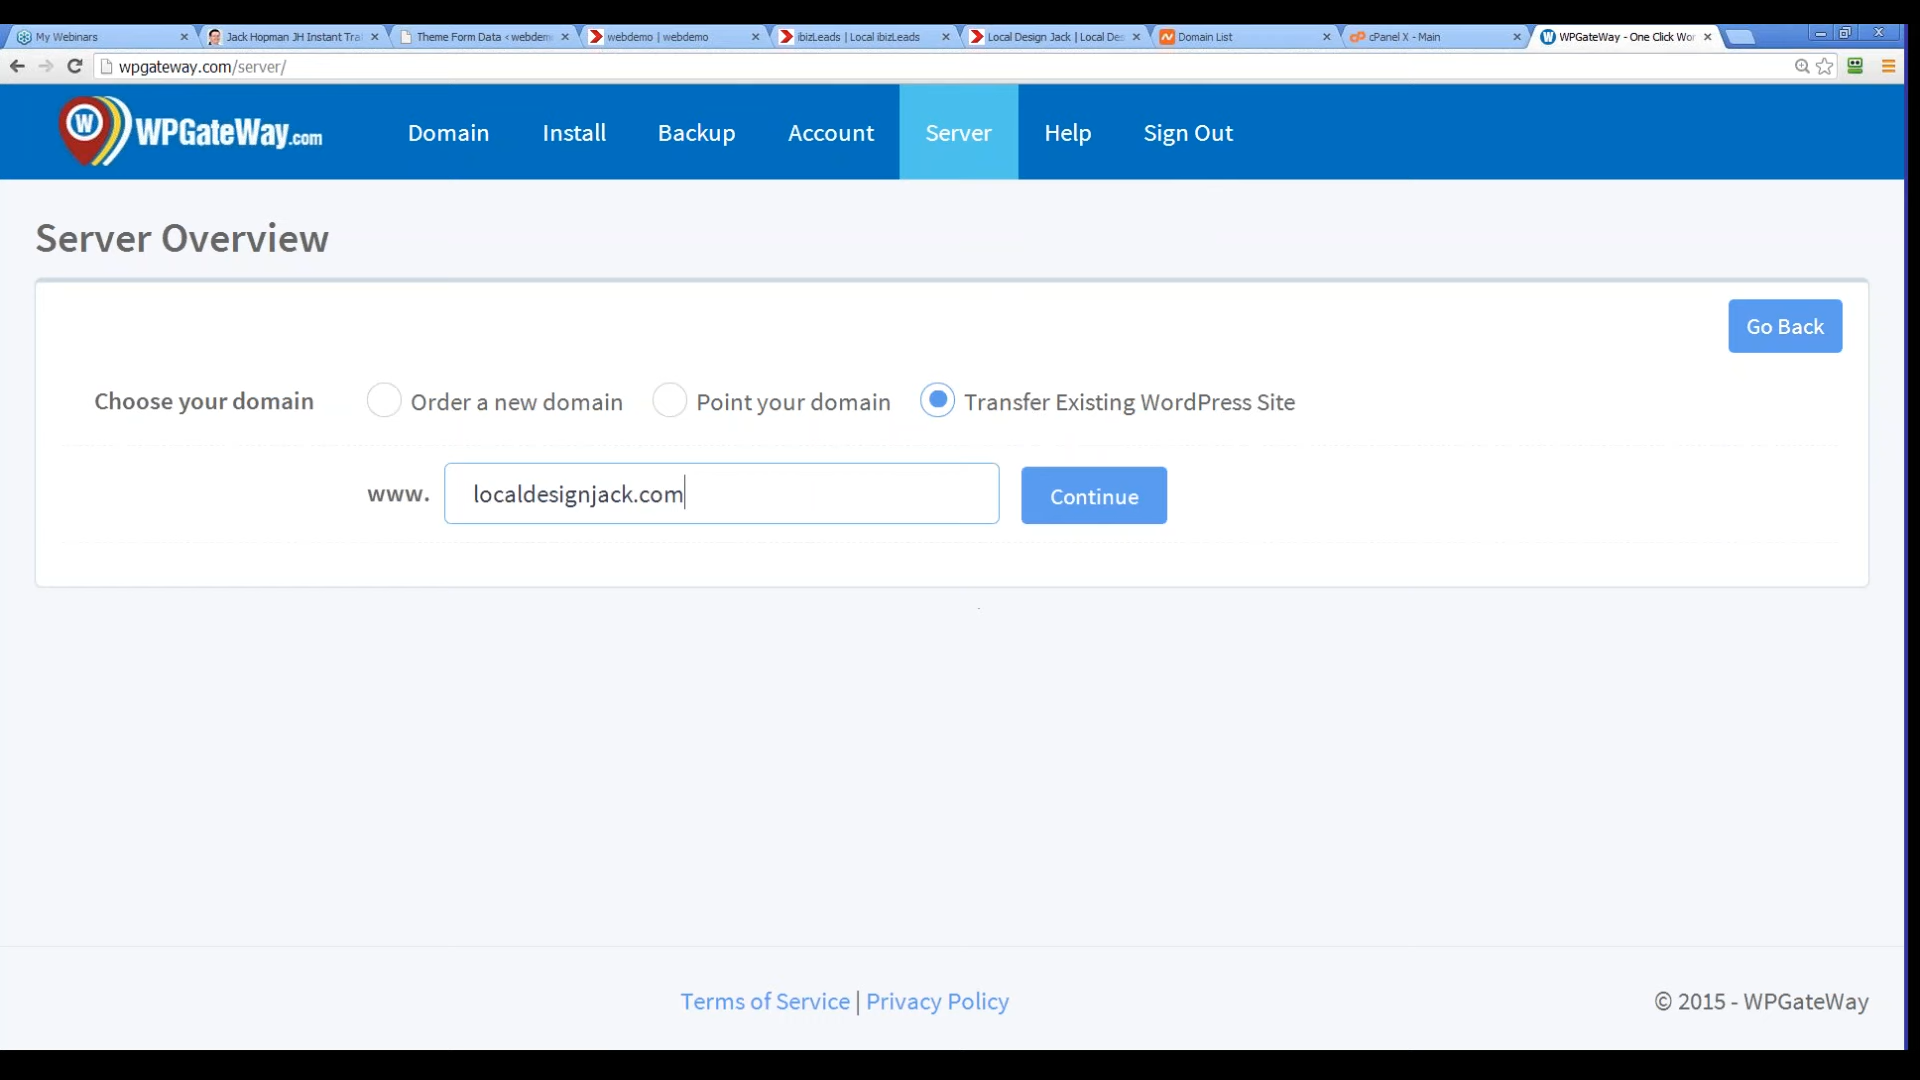 My Webinars
Jack Hopman JH Instant Tra
Theme Form Data < webdem
webdemo | webdemo
ibizLeads | Local ibizLeads
Local Design Jack | Local Des
Domain List
cPanel X - Main
WPGateWay - One Click Wor
wpgateway.com/server/
W WPGateWay.com
Domain
Install
Backup
Account
Server
Help
Sign Out
Server Overview
Go Back
Choose your domain
Order a new domain
Point your domain
Transfer Existing WordPress Site
www.
localdesignjack.com
Continue
Terms of Service | Privacy Policy
© 2015 - WPGateWay